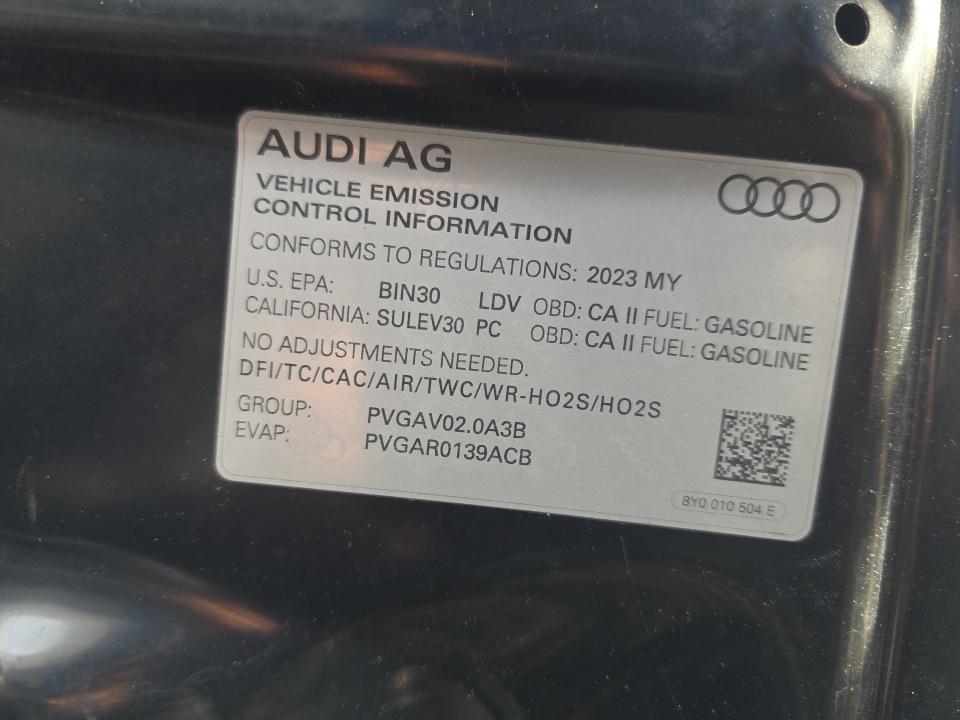 AUDI AG
VEHICLE EMISSION
CONTROL INFORMATION
CONFORMS TO REGULATIONS: 2023 MY
U.S. EPA: BIN30 LDV OBD: CA II FUEL: GASOLINE
CALIFORNIA: SULEV30 PC OBD: CA II FUEL: GASOLINE
NO ADJUSTMENTS NEEDED.
DFI/TC/CAC/AIR/TWC/WR-HO2S/HO2S
GROUP: PVGAV02.0A3B
EVAP: PVGAR0139ACB
8Y0 010 504 E